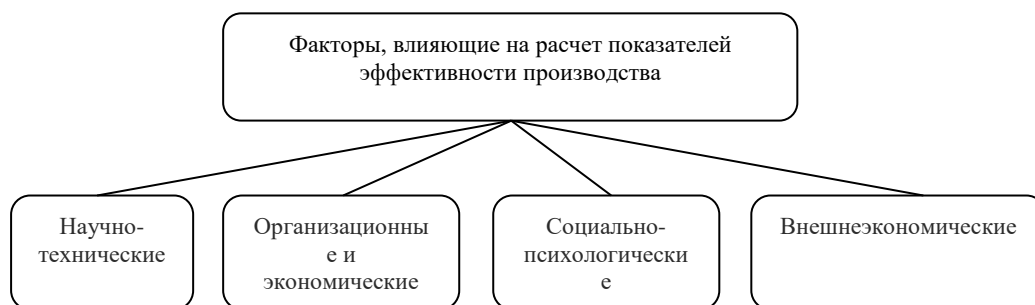 Факторы, влияющие на расчет показателей
эффективности производства
Научно-
технические
Организационны
е и
экономические
Социально-
психологически
е
Внешнеэкономические